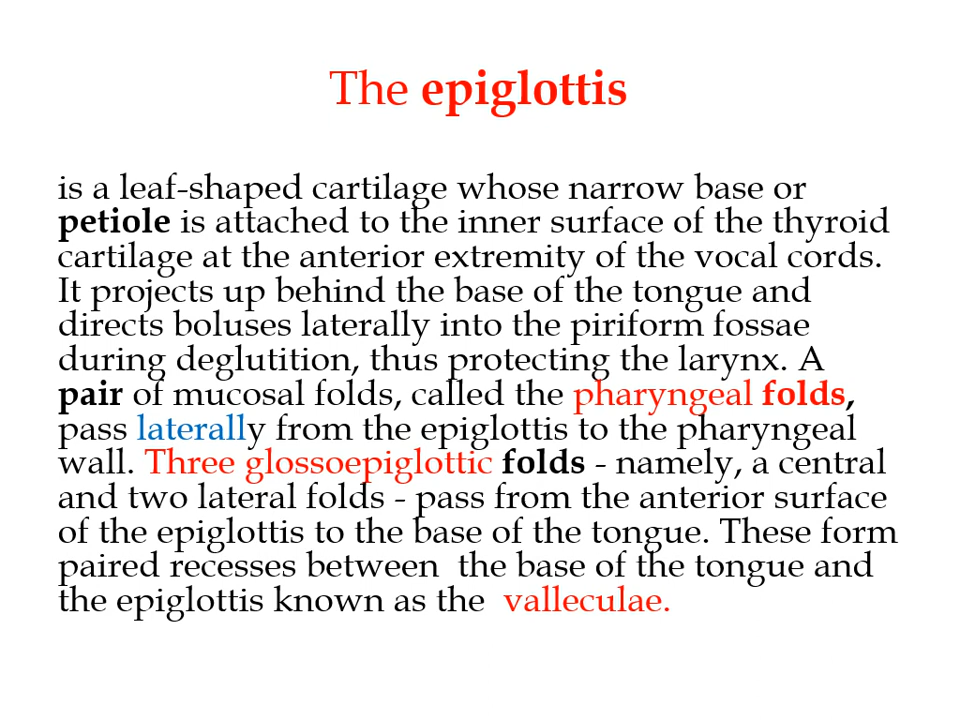 The epiglottis
is a leaf-shaped cartilage whose narrow base or
petiole is attached to the inner surface of the thyroid
cartilage at the anterior extremity of the vocal cords.
It projects up behind the base of the tongue and
directs boluses laterally into the piriform fossae
during deglutition, thus protecting the larynx. A
pair of mucosal folds, called the pharyngeal folds,
pass laterally from the epiglottis to the pharyngeal
wall. Three glossoepiglottic folds - namely, a central
and two lateral folds - pass from the anterior surface
of the epiglottis to the base of the tongue. These form
paired recesses between  the base of the tongue and
the epiglottis known as the  valleculae.